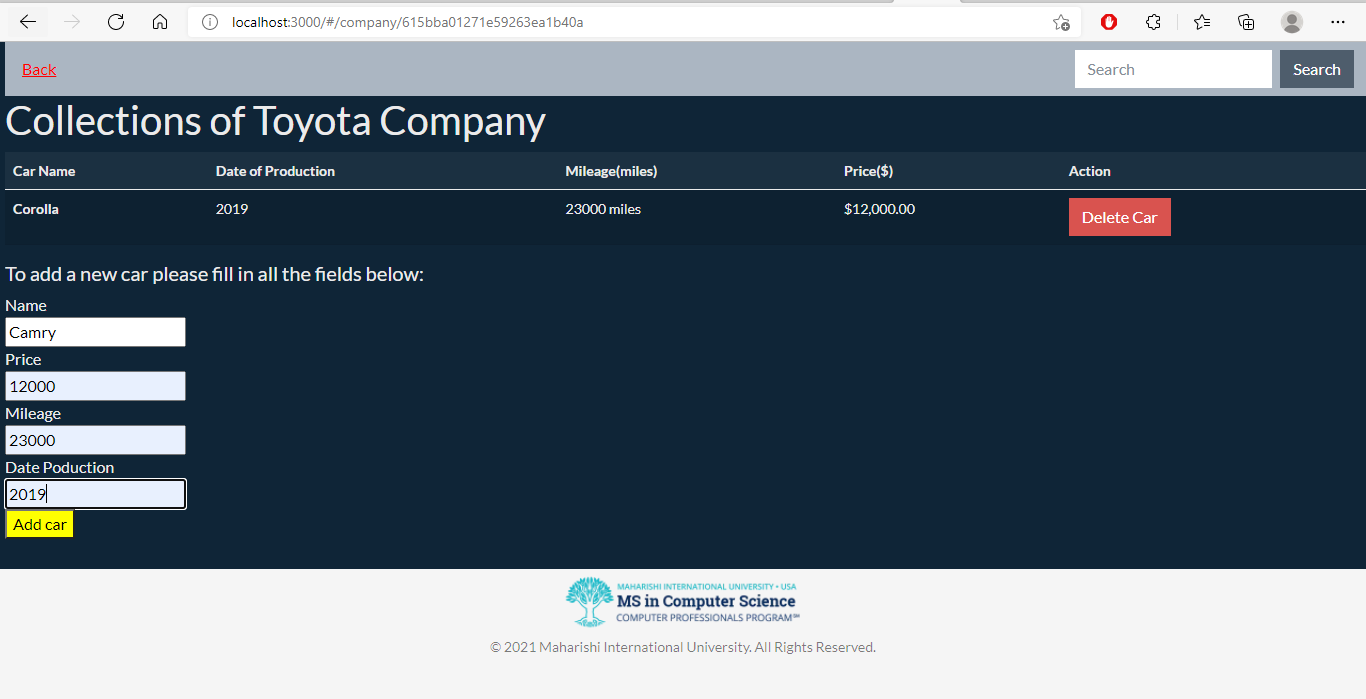 localhost:3000/#/company/615bba01271e59263ea1b40a
Back
Search Search
Collections of Toyota Company
Car Name Date of Production Mileage(miles) Price($) Action
Corolla 2019 23000 miles $12,000.00 Delete Car
To add a new car please fill in all the fields below:
Name
Camry
Price
12000
Mileage
23000
Date Poduction
2019
Add car
MAHARISHI INTERNATIONAL UNIVERSITY • USA
MS in Computer Science
COMPUTER PROFESSIONALS PROGRAM℠
© 2021 Maharishi International University. All Rights Reserved.